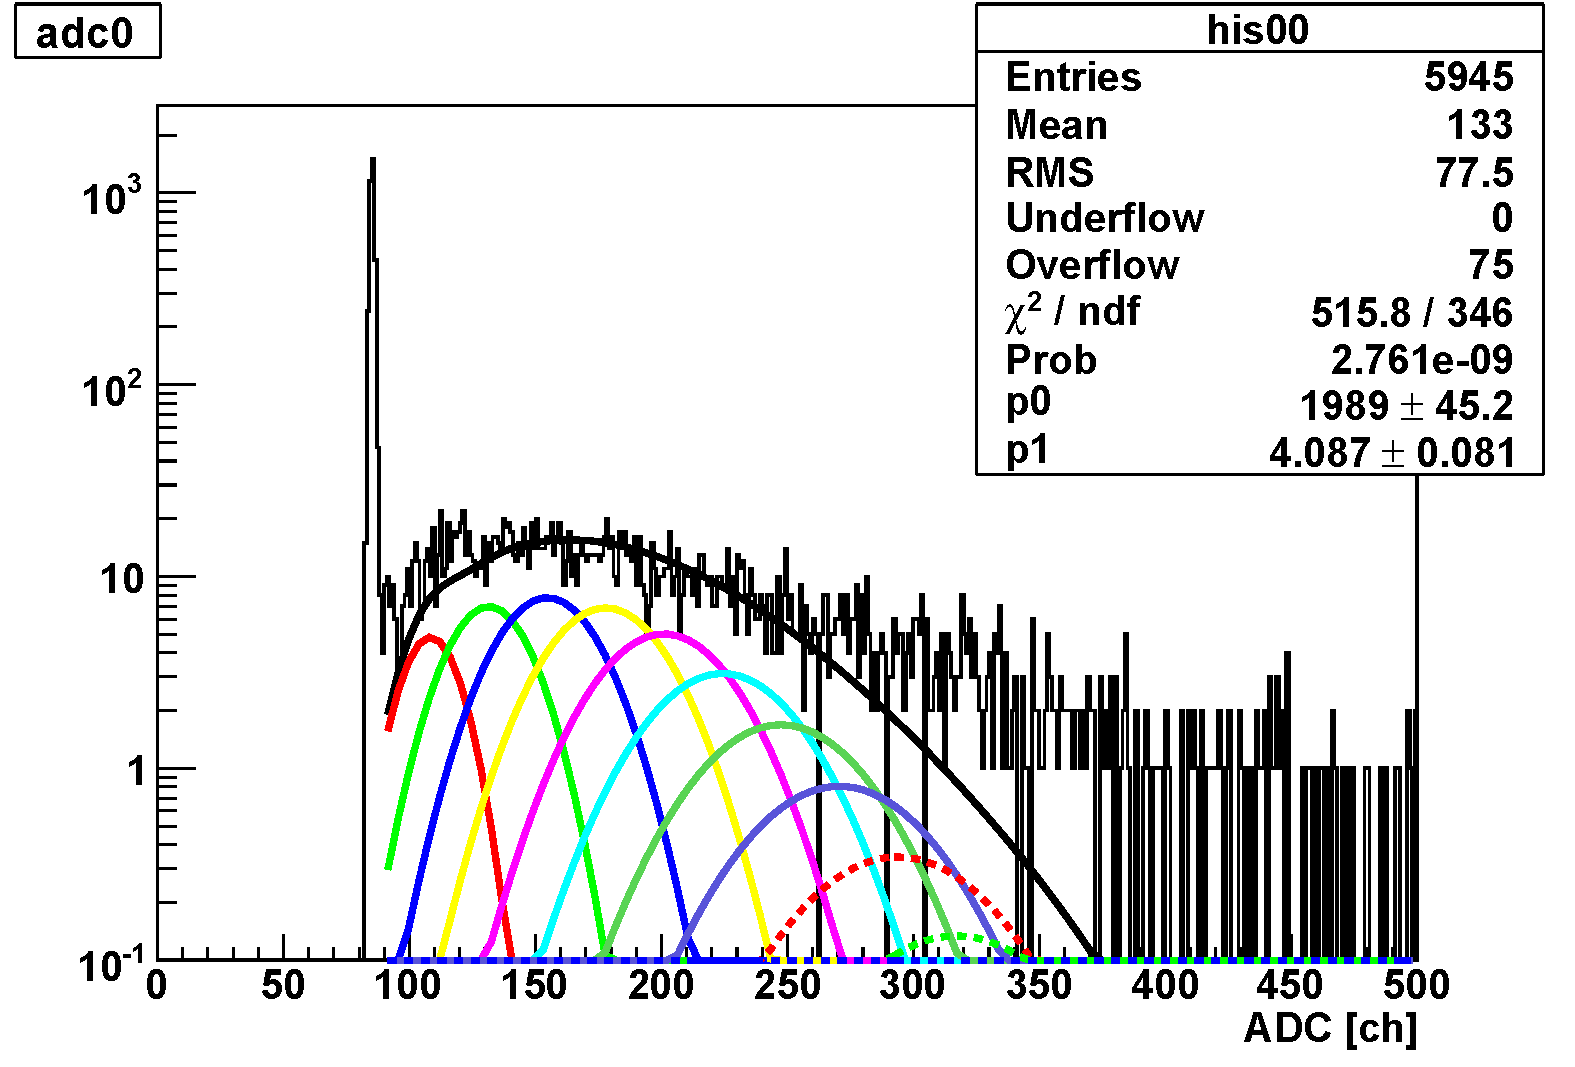 adc0
his00
Entries 5945
Mean 133
RMS 77.5
Underflow 0
Overflow 75
χ² / ndf 515.8 / 346
Prob 2.761e-09
p0 1989 ± 45.2
p1 4.087 ± 0.081
10³
10²
10
1
10⁻¹
0 50 100 150 200 250 300 350 400 450 500
ADC [ch]